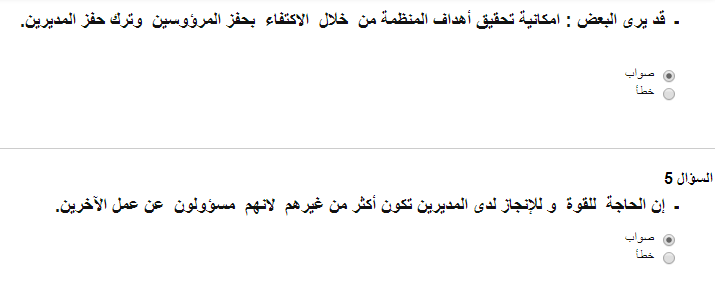 - قد يرى البعض : امكانية تحقيق أهداف المنظمة من خلال الاكتفاء بحفز المرؤوسين وترك حفز المديرين.
صواب
خطأ
السؤال 5
- إن الحاجة للقوة و للإنجاز لدى المديرين تكون أكثر من غيرهم لانهم مسؤولون عن عمل الآخرين.
صواب
خطأ